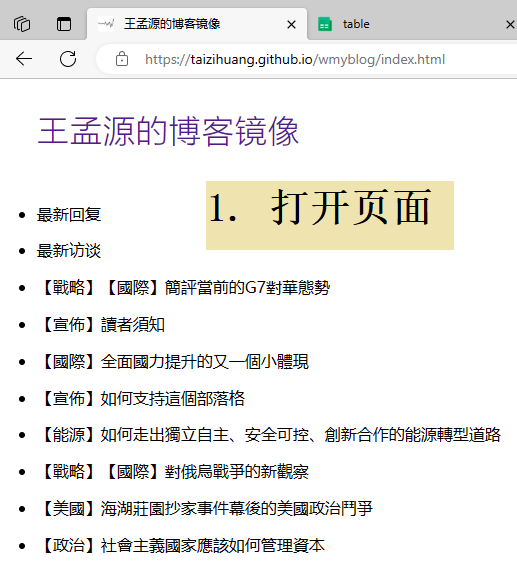 王孟源的博客镜像
table
https://taizihuang.github.io/wmyblog/index.html
王孟源的博客镜像
1. 打开页面
最新回复
最新访谈
【戰略】【國際】簡評當前的G7對華態勢
【宣佈】讀者須知
【國際】全面國力提升的又一個小體現
【宣佈】如何支持這個部落格
【能源】如何走出獨立自主、安全可控、創新合作的能源轉型道路
【戰略】【國際】對俄烏戰爭的新觀察
【美國】海湖莊園抄家事件幕後的美國政治鬥爭
【政治】社會主義國家應該如何管理資本